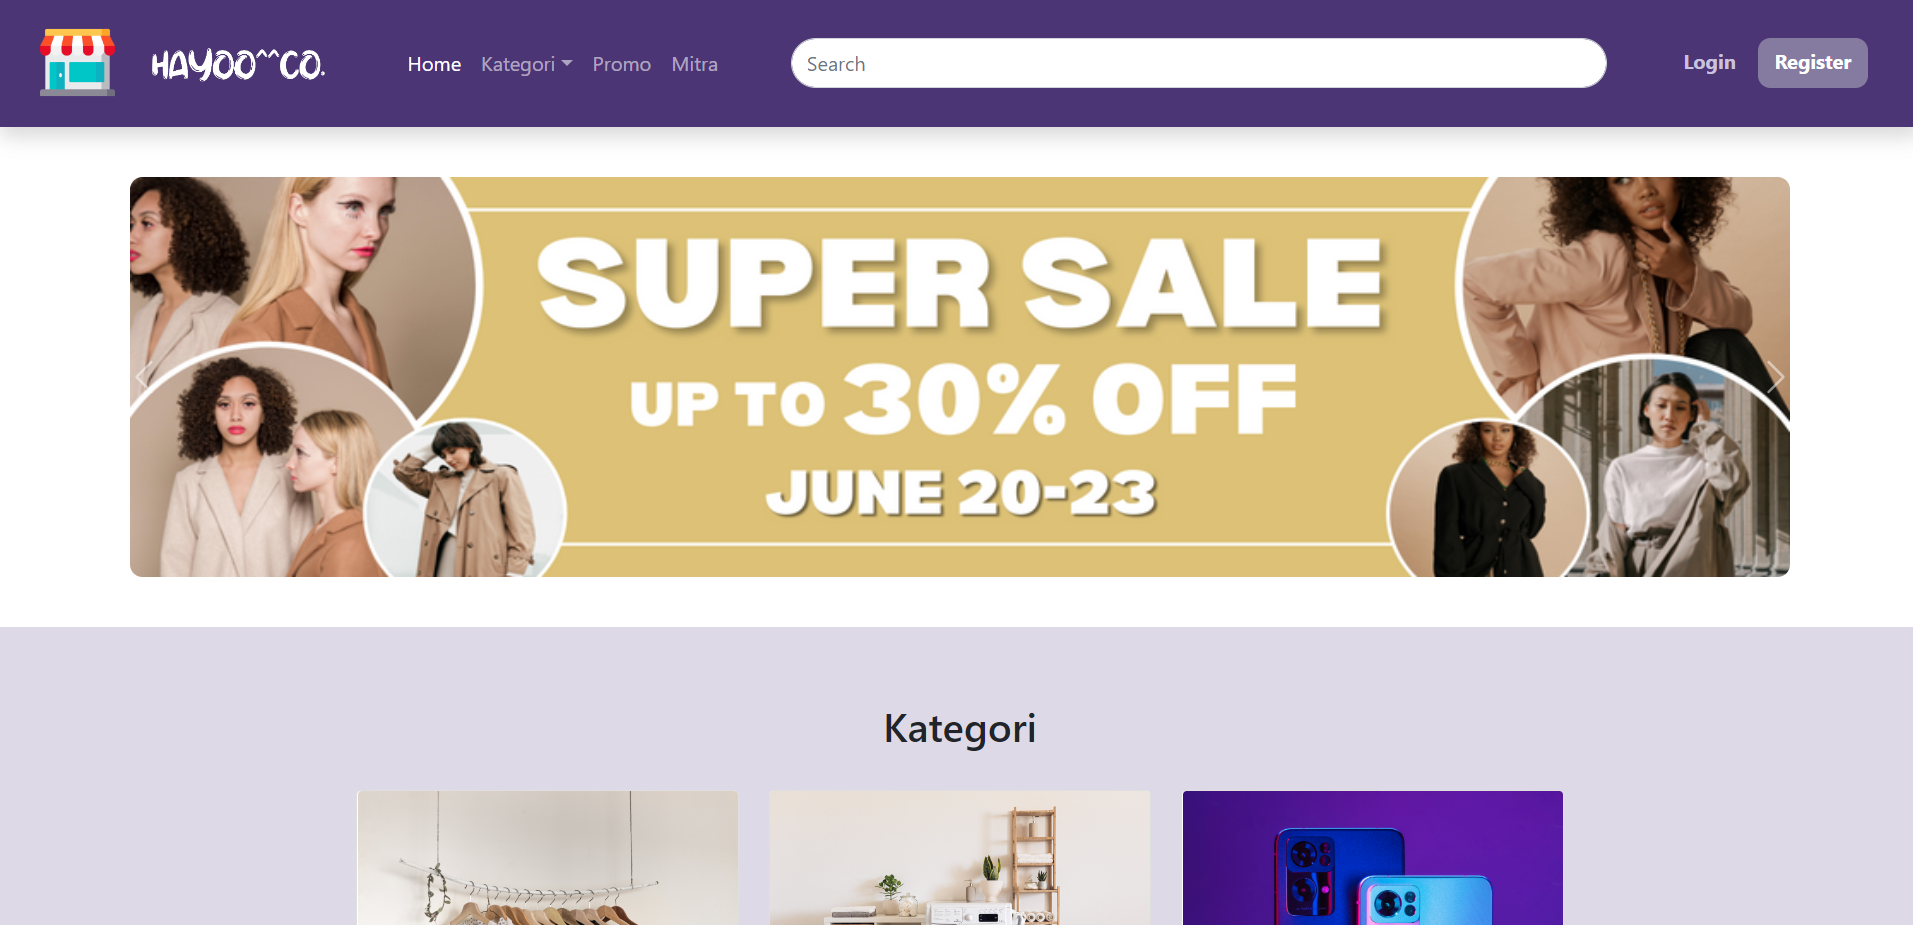 HAYOO^^CO.
Home Kategori Promo Mitra
Search
Login Register
SUPER SALE
UP TO 30% OFF
JUNE 20-23
Kategori